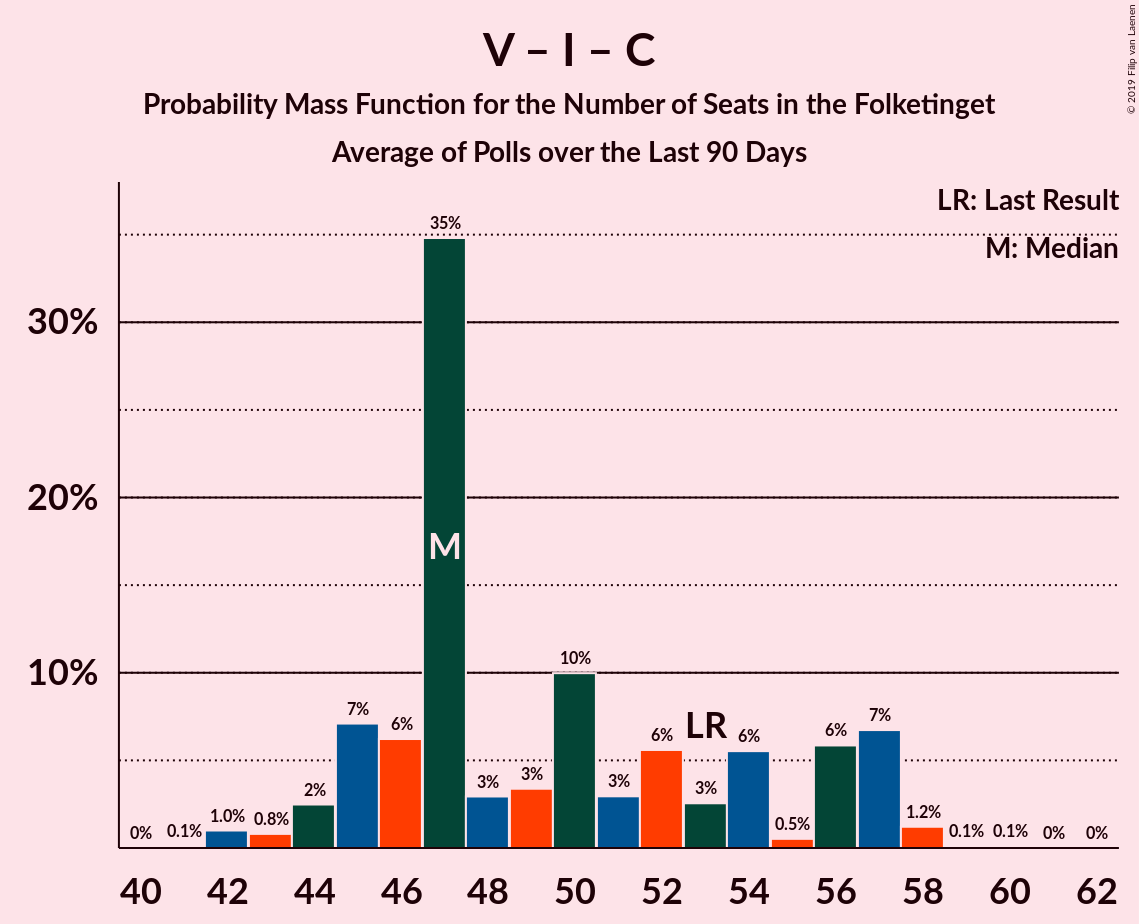 V – I – C
Probability Mass Function for the Number of Seats in the Folketinget
Average of Polls over the Last 90 Days
© 2019 Filip van Laenen
LR: Last Result
M: Median
30%
20%
10%
0%
0.1%
1.0%
0.8%
2%
7%
6%
35%
M
3%
3%
10%
3%
6%
LR
3%
6%
0.5%
6%
7%
1.2%
0.1%
0.1%
0%
0%
40 42 44 46 48 50 52 54 56 58 60 62